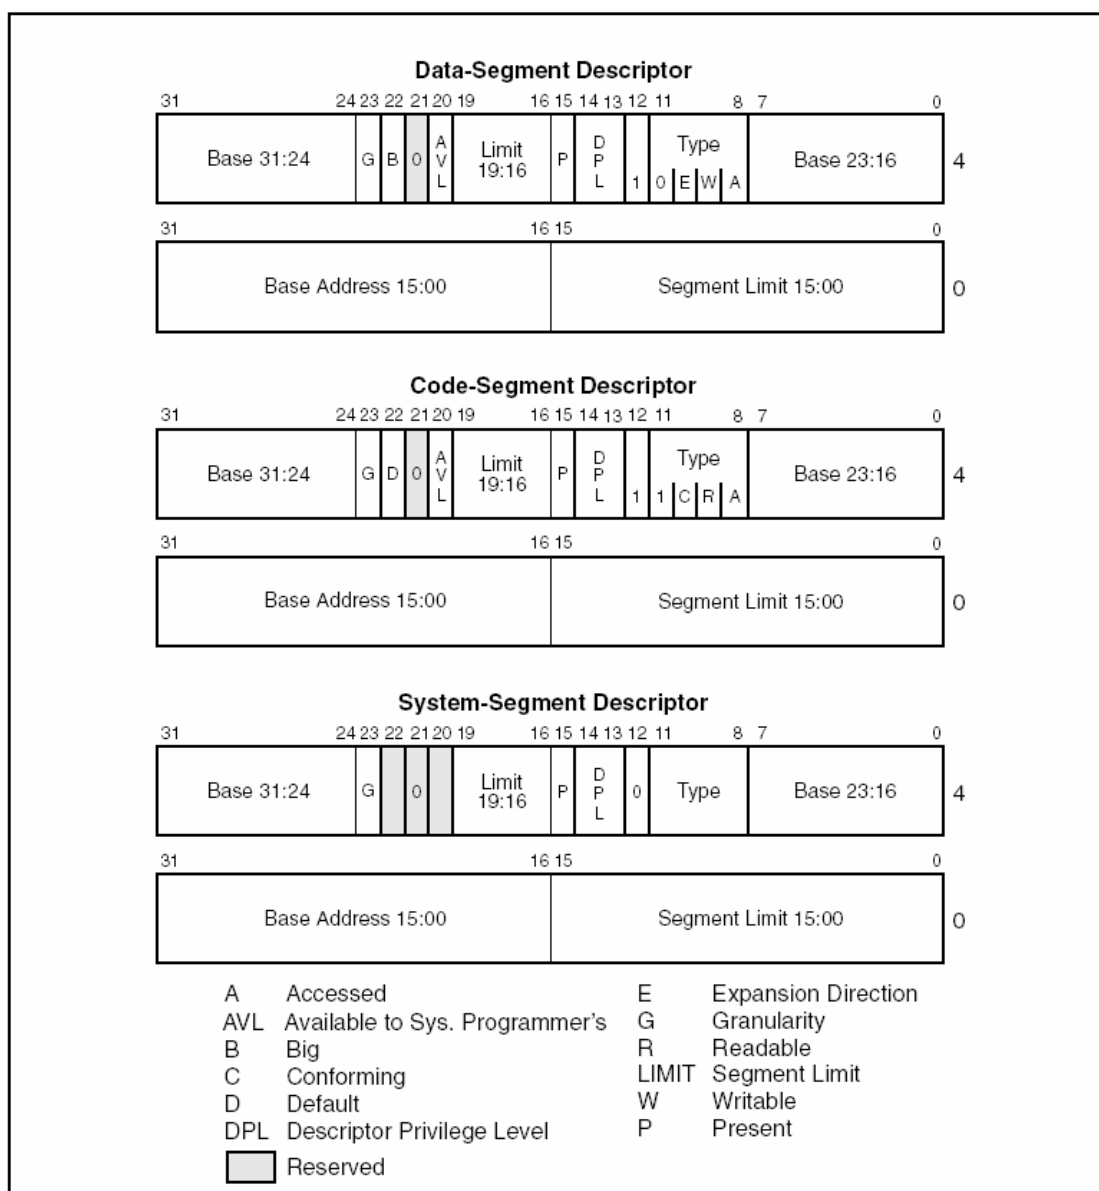 Data-Segment Descriptor
31 24 23 22 21 20 19 16 15 14 13 12 11 8 7 0
Base 31:24 G B 0 AVL Limit 19:16 P DPL 1 Type 0 E W A Base 23:16 4
31 16 15 0
Base Address 15:00 Segment Limit 15:00 0
Code-Segment Descriptor
31 24 23 22 21 20 19 16 15 14 13 12 11 8 7 0
Base 31:24 G D 0 AVL Limit 19:16 P DPL 1 Type 1 C R A Base 23:16 4
31 16 15 0
Base Address 15:00 Segment Limit 15:00 0
System-Segment Descriptor
31 24 23 22 21 20 19 16 15 14 13 12 11 8 7 0
Base 31:24 G 0 Limit 19:16 P DPL 0 Type Base 23:16 4
31 16 15 0
Base Address 15:00 Segment Limit 15:00 0
A Accessed
AVL Available to Sys. Programmer's
B Big
C Conforming
D Default
DPL Descriptor Privilege Level
Reserved
E Expansion Direction
G Granularity
R Readable
LIMIT Segment Limit
W Writable
P Present